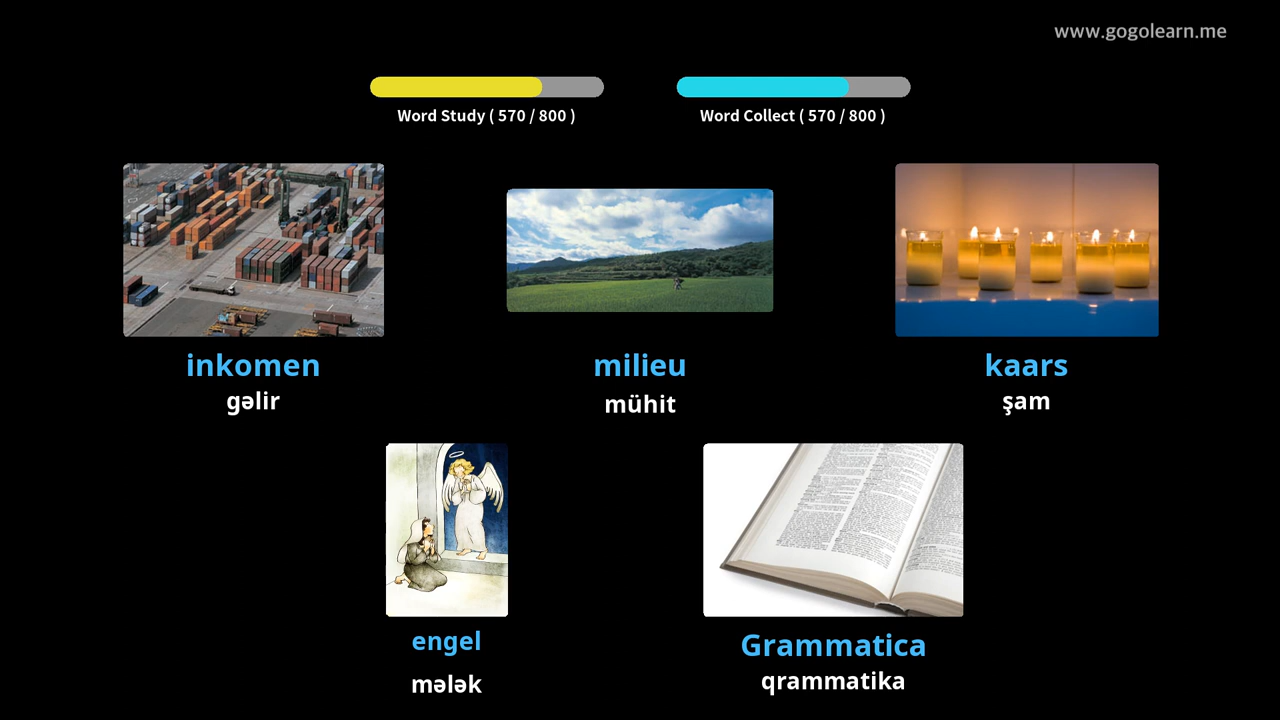 www.gogolearn.me
Word Study ( 570 / 800 )
Word Collect ( 570 / 800 )
inkomen
gəlir
milieu
mühit
kaars
şam
engel
mələk
Grammatica
qrammatika